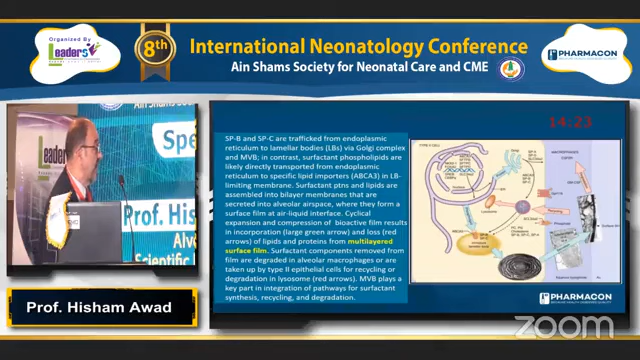 Organized By
Leaders
8th
International Neonatology Conference
Ain Shams Society for Neonatal Care and CME
PHARMACON
14:23
SP-B and SP-C are trafficked from endoplasmic
reticulum to lamellar bodies (LBs) via Golgi complex
and MVB; in contrast, surfactant phospholipids are
likely directly transported from endoplasmic
reticulum to specific lipid importers (ABCA3) in LB-
limiting membrane. Surfactant ptns and lipids are
assembled into bilayer membranes that are
secreted into alveolar airspace, where they form a
surface film at air-liquid interface. Cyclical
expansion and compression of bioactive film results
in incorporation (large green arrow) and loss (red
arrows) of lipids and proteins from multilayered
surface film. Surfactant components removed from
film are degraded in alveolar macrophages or are
taken up by type II epithelial cells for recycling or
degradation in lysosome (red arrows). MVB plays a
key part in integration of pathways for surfactant
synthesis, recycling, and degradation.
TYPE II CELL
MACROPHAGES
Ain Shams
Spe
Prof. Hish
Alv
Scientific
Leaders
Prof. Hisham Awad
PHARMACON
zoom